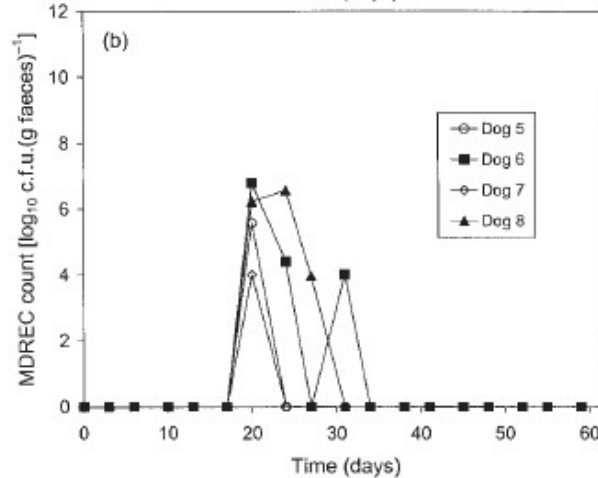 (b)
MDREC count [log₁₀ c.f.u.(g faeces)⁻¹]
12
10
8
6
4
2
0
Dog 5
Dog 6
Dog 7
Dog 8
0 10 20 30 40 50 60
Time (days)